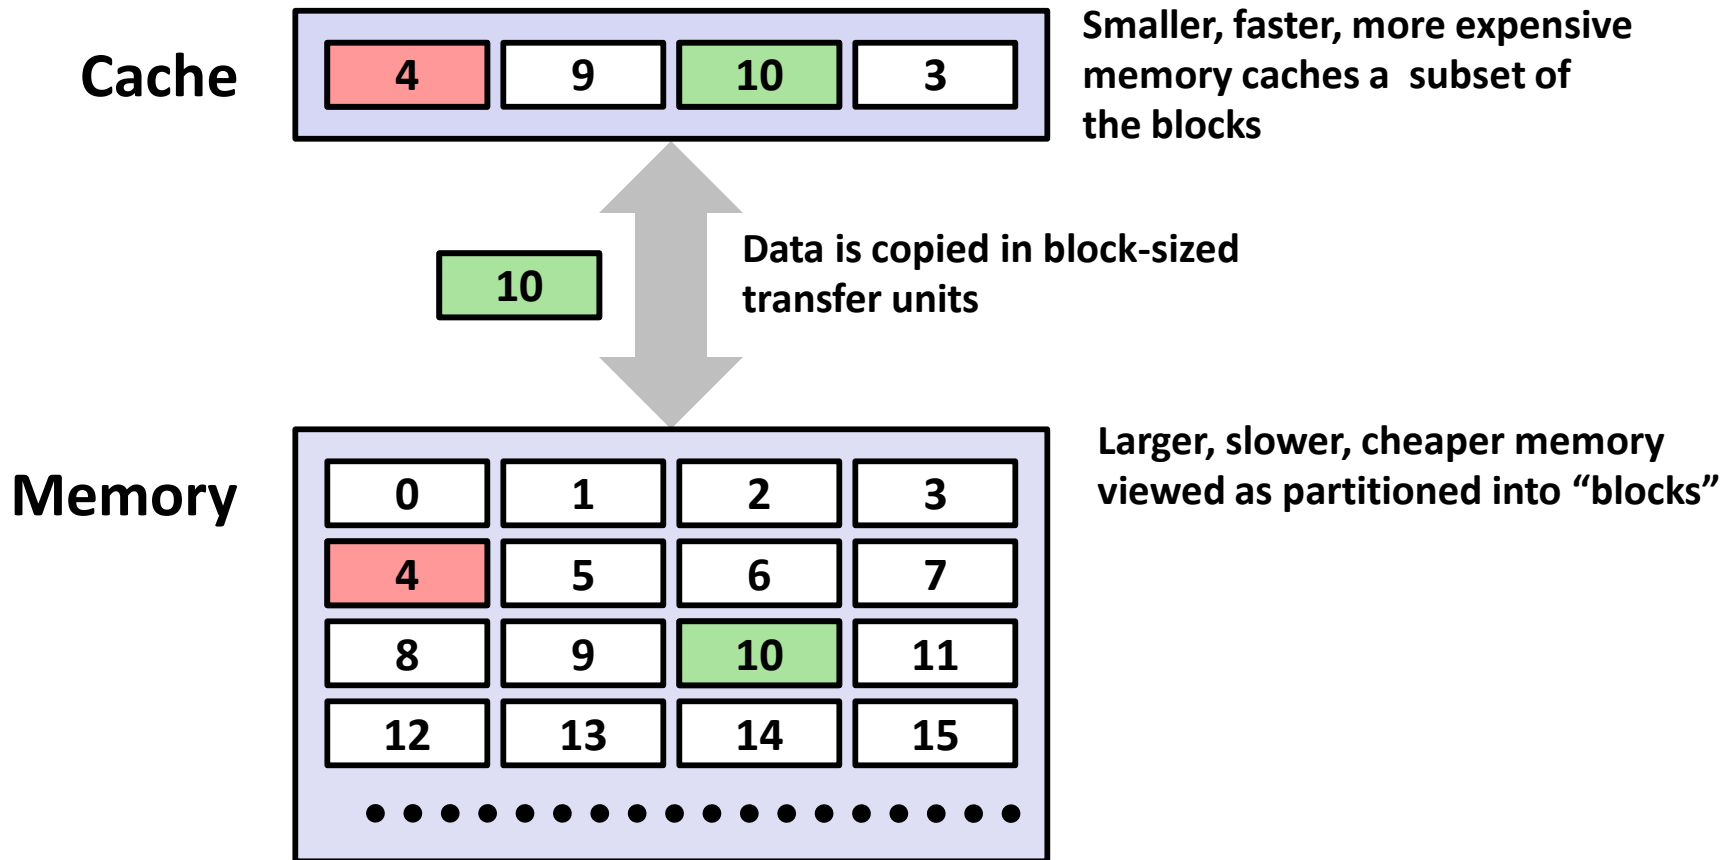 Cache
4 9 10 3
Smaller, faster, more expensive
memory caches a  subset of
the blocks
10
Data is copied in block-sized
transfer units
Memory
Larger, slower, cheaper memory
viewed as partitioned into “blocks”
0 1 2 3
4 5 6 7
8 9 10 11
12 13 14 15